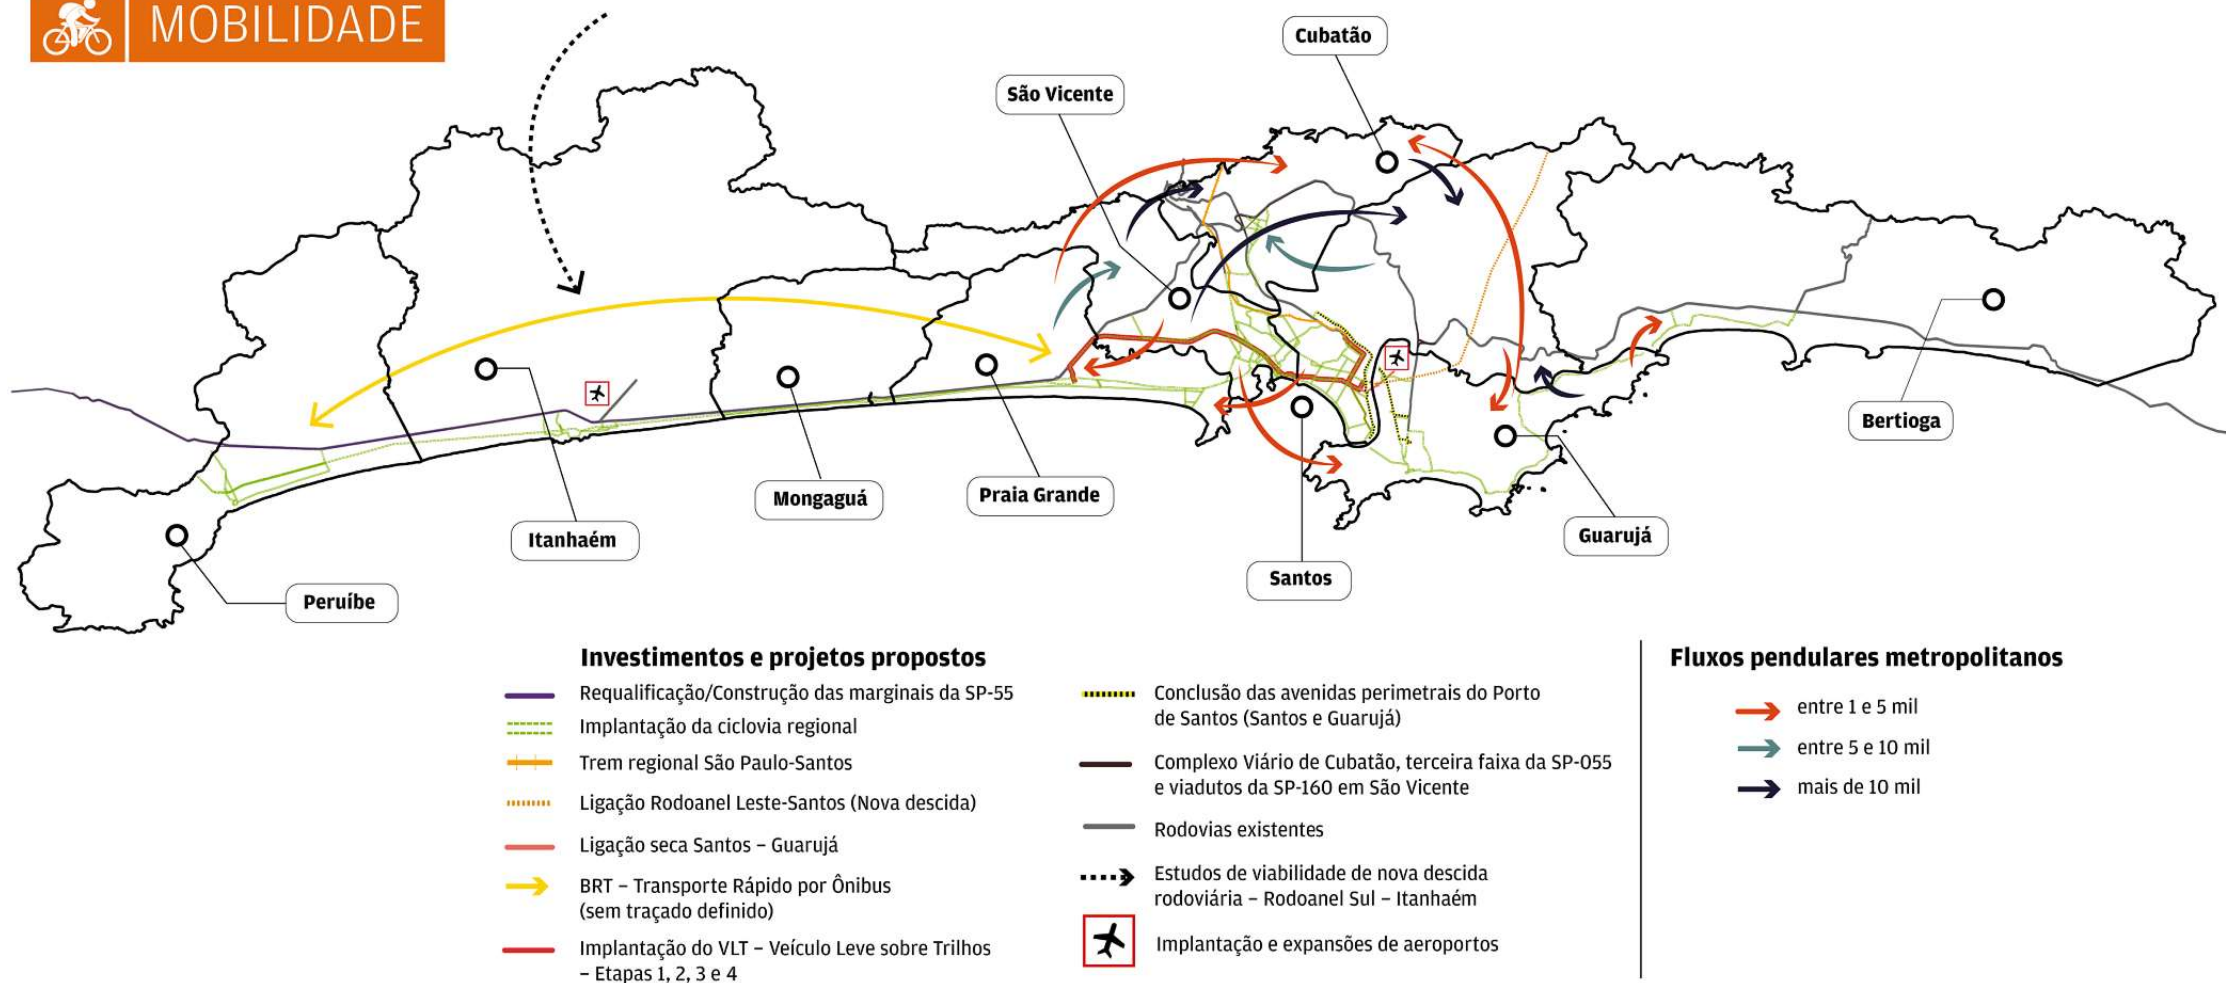 MOBILIDADE
Cubatão
São Vicente
Bertioga
Praia Grande
Mongaguá
Itanhaém
Guarujá
Santos
Peruíbe
Investimentos e projetos propostos
Requalificação/Construção das marginais da SP-55
Implantação da ciclovia regional
Trem regional São Paulo-Santos
Ligação Rodoanel Leste-Santos (Nova descida)
Ligação seca Santos – Guarujá
BRT – Transporte Rápido por Ônibus
(sem traçado definido)
Implantação do VLT – Veículo Leve sobre Trilhos
– Etapas 1, 2, 3 e 4
Conclusão das avenidas perimetrais do Porto
de Santos (Santos e Guarujá)
Complexo Viário de Cubatão, terceira faixa da SP-055
e viadutos da SP-160 em São Vicente
Rodovias existentes
Estudos de viabilidade de nova descida
rodoviária – Rodoanel Sul – Itanhaém
Implantação e expansões de aeroportos
Fluxos pendulares metropolitanos
entre 1 e 5 mil
entre 5 e 10 mil
mais de 10 mil